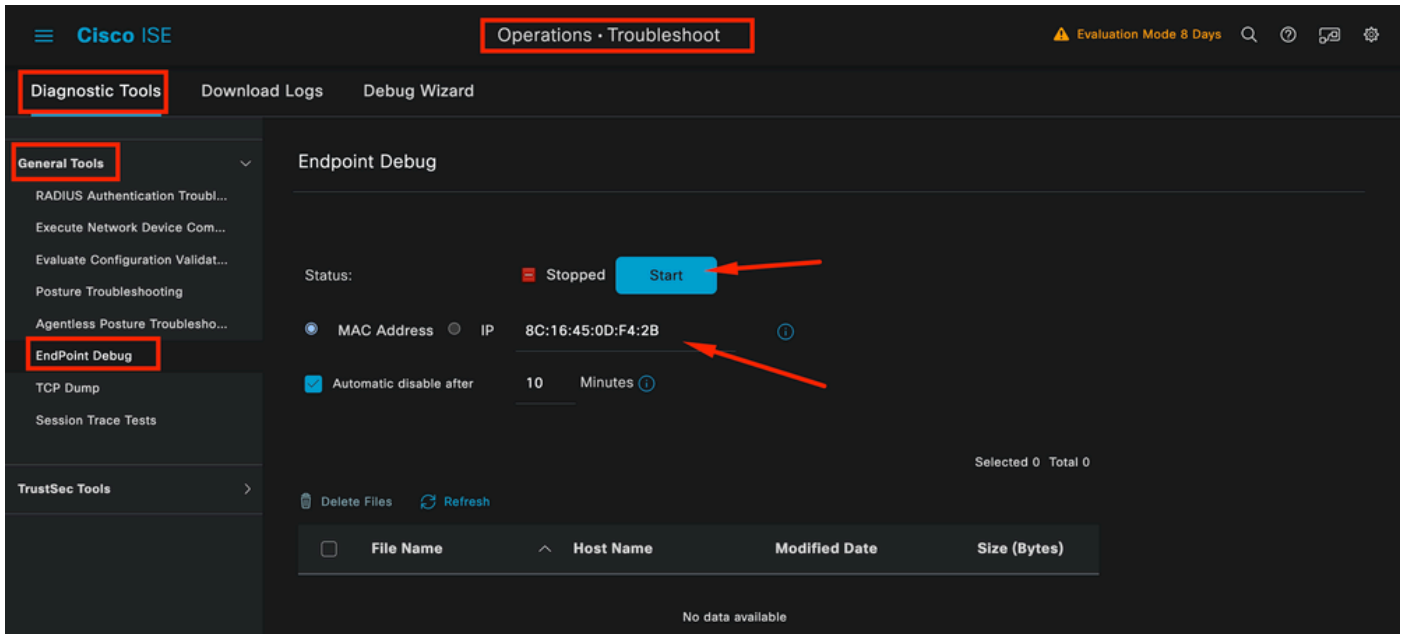 Cisco ISE Operations · Troubleshoot Evaluation Mode 8 Days
Diagnostic Tools Download Logs Debug Wizard
General Tools
RADIUS Authentication Troubl...
Execute Network Device Com...
Evaluate Configuration Validat...
Posture Troubleshooting
Agentless Posture Troublesho...
EndPoint Debug
TCP Dump
Session Trace Tests
TrustSec Tools
Endpoint Debug
Status: Stopped Start
MAC Address IP 8C:16:45:0D:F4:2B
Automatic disable after 10 Minutes
Selected 0 Total 0
Delete Files Refresh
File Name Host Name Modified Date Size (Bytes)
No data available